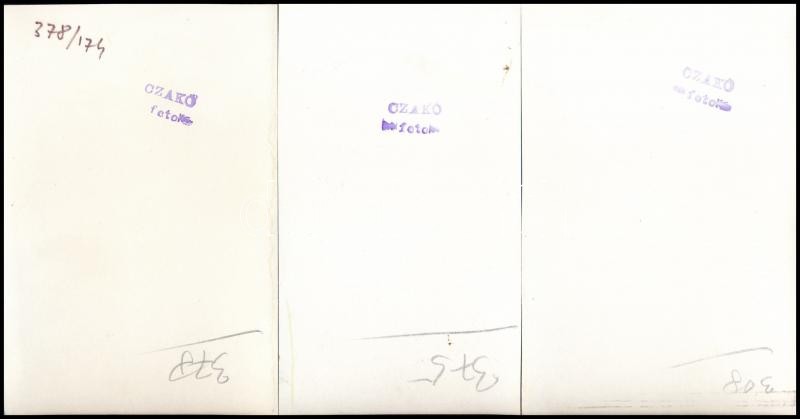 378/174
CZAKÓ
foto
378
CZAKÓ
foto
375
CZAKÓ
foto
308